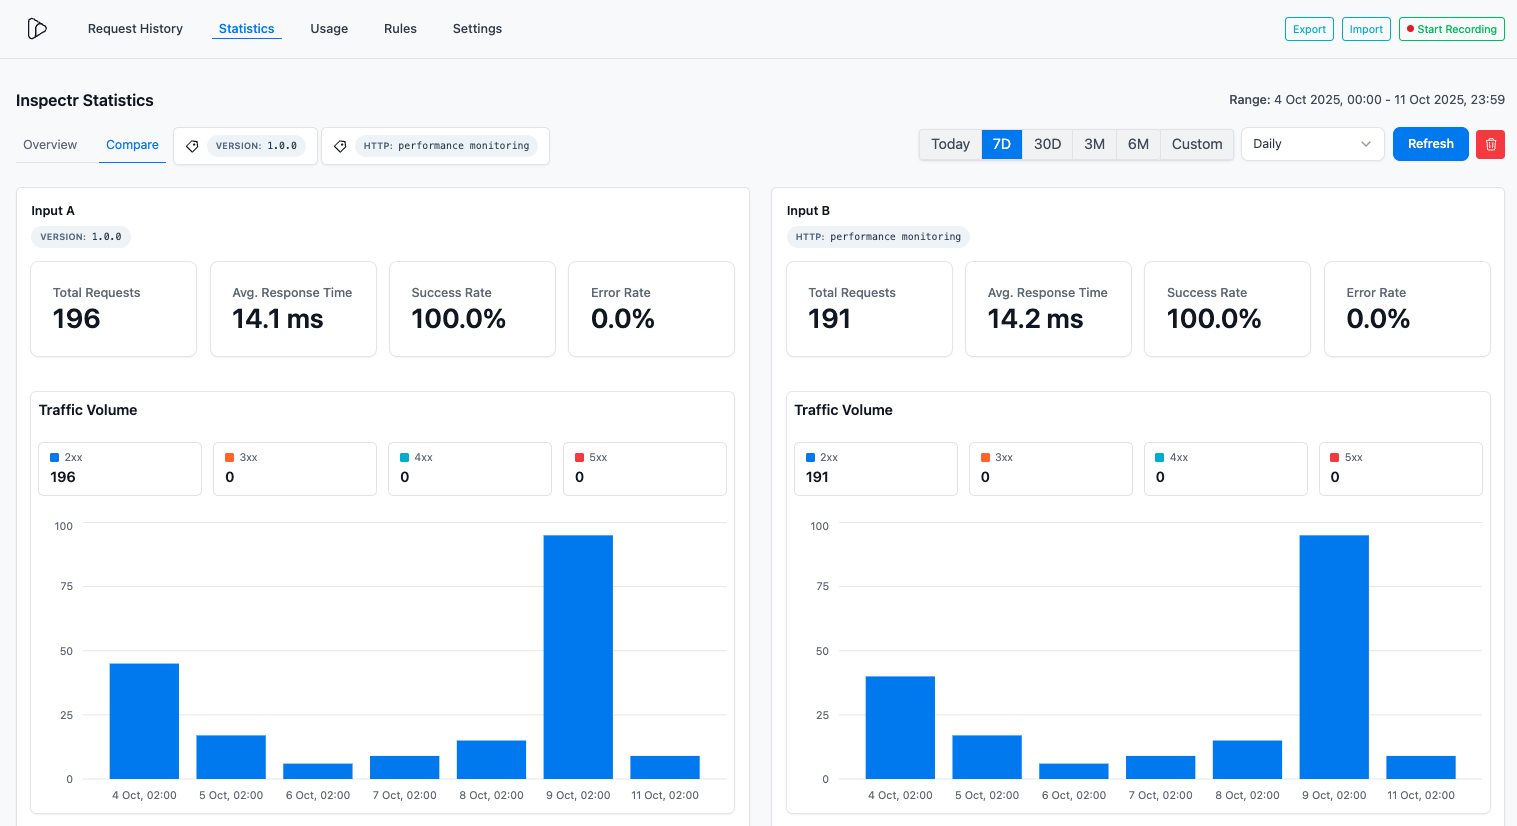 Request History Statistics Usage Rules Settings Export Import Start Recording
Inspectr Statistics
Range: 4 Oct 2025, 00:00 - 11 Oct 2025, 23:59
Overview Compare VERSION: 1.0.0 HTTP: performance monitoring Today 7D 30D 3M 6M Custom Daily Refresh
Input A
VERSION: 1.0.0
Total Requests Avg. Response Time Success Rate Error Rate
196 14.1 ms 100.0% 0.0%
Traffic Volume
2xx 3xx 4xx 5xx
196 0 0 0
100
75
50
25
0
4 Oct, 02:00 5 Oct, 02:00 6 Oct, 02:00 7 Oct, 02:00 8 Oct, 02:00 9 Oct, 02:00 11 Oct, 02:00
Input B
HTTP: performance monitoring
Total Requests Avg. Response Time Success Rate Error Rate
191 14.2 ms 100.0% 0.0%
Traffic Volume
2xx 3xx 4xx 5xx
191 0 0 0
100
75
50
25
0
4 Oct, 02:00 5 Oct, 02:00 6 Oct, 02:00 7 Oct, 02:00 8 Oct, 02:00 9 Oct, 02:00 11 Oct, 02:00